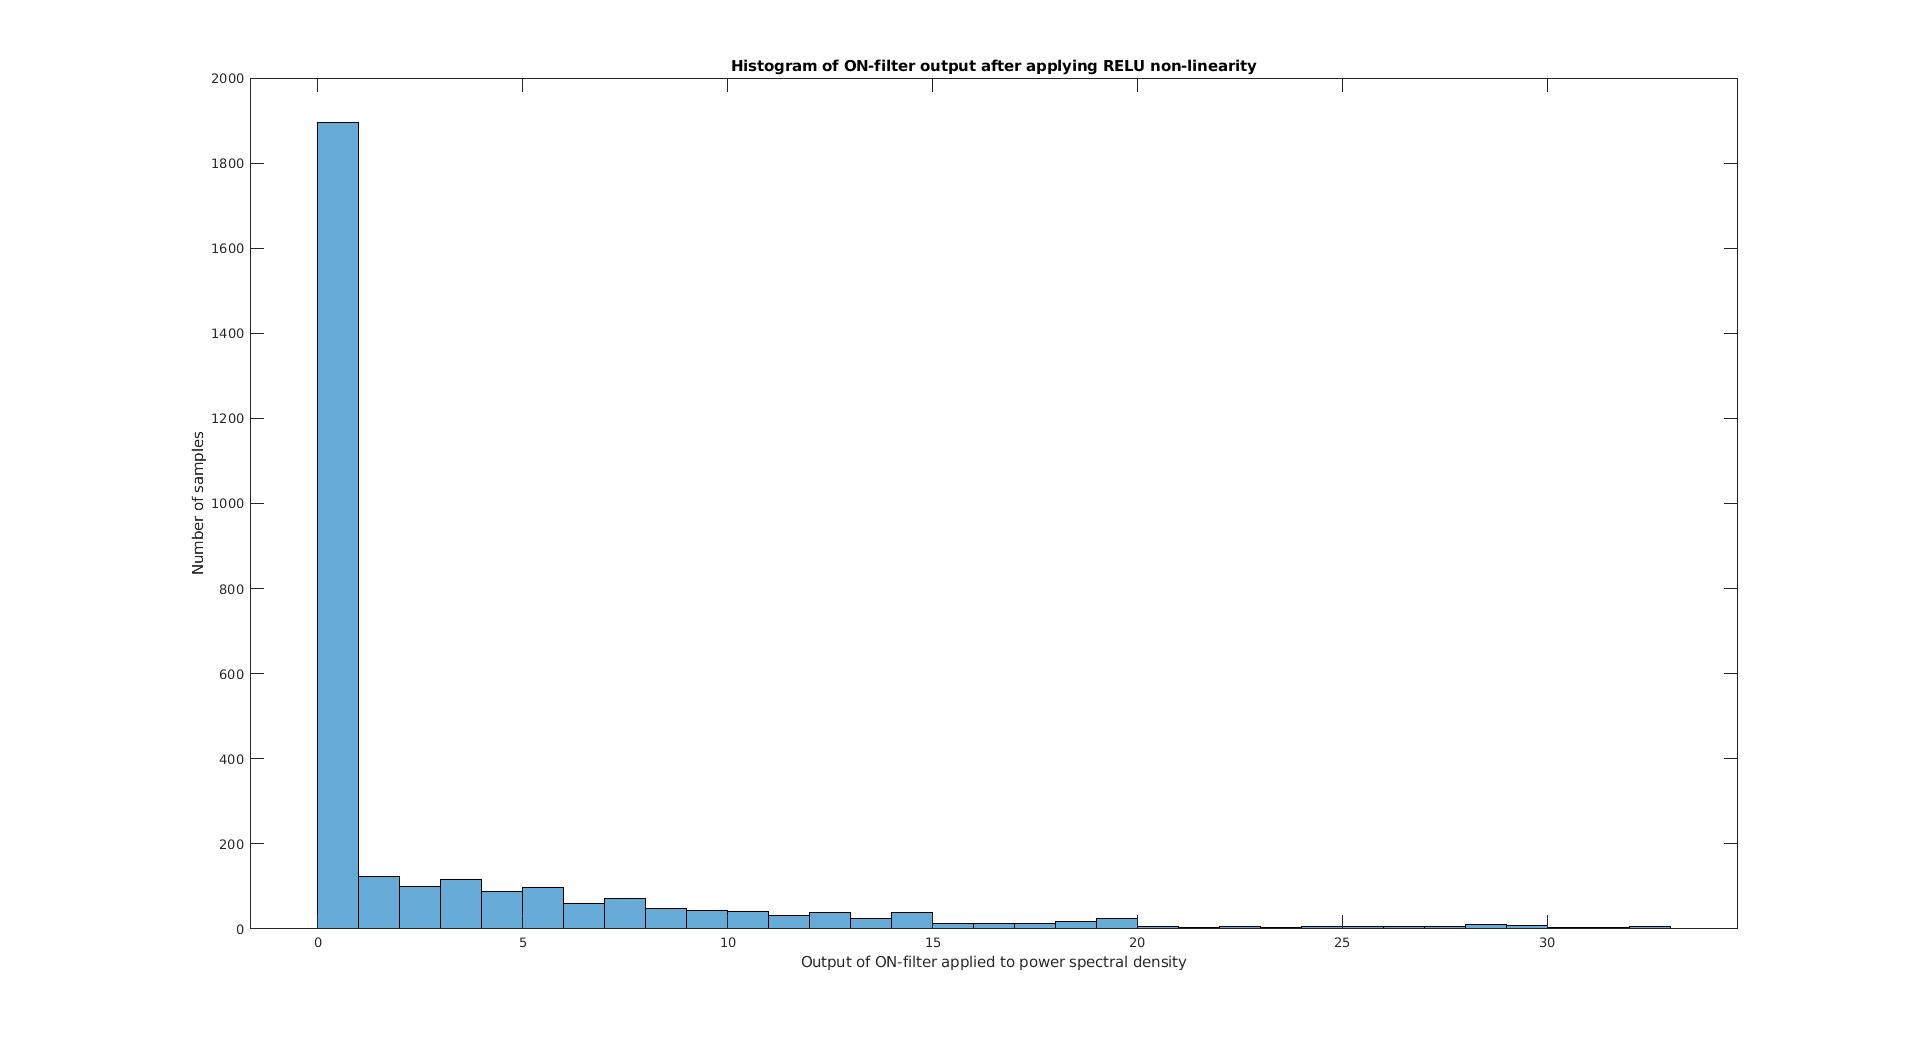 Histogram of ON-filter output after applying RELU non-linearity
2000
1800
1600
1400
1200
1000
800
600
400
200
0
Number of samples
0 5 10 15 20 25 30
Output of ON-filter applied to power spectral density